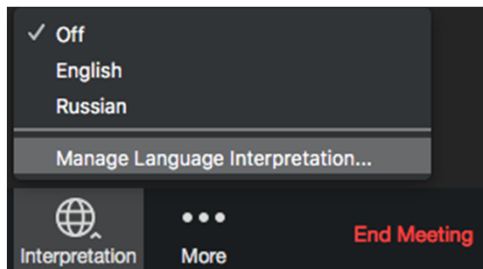 ✓ Off
English
Russian
Manage Language Interpretation...
Interpretation
More
End Meeting